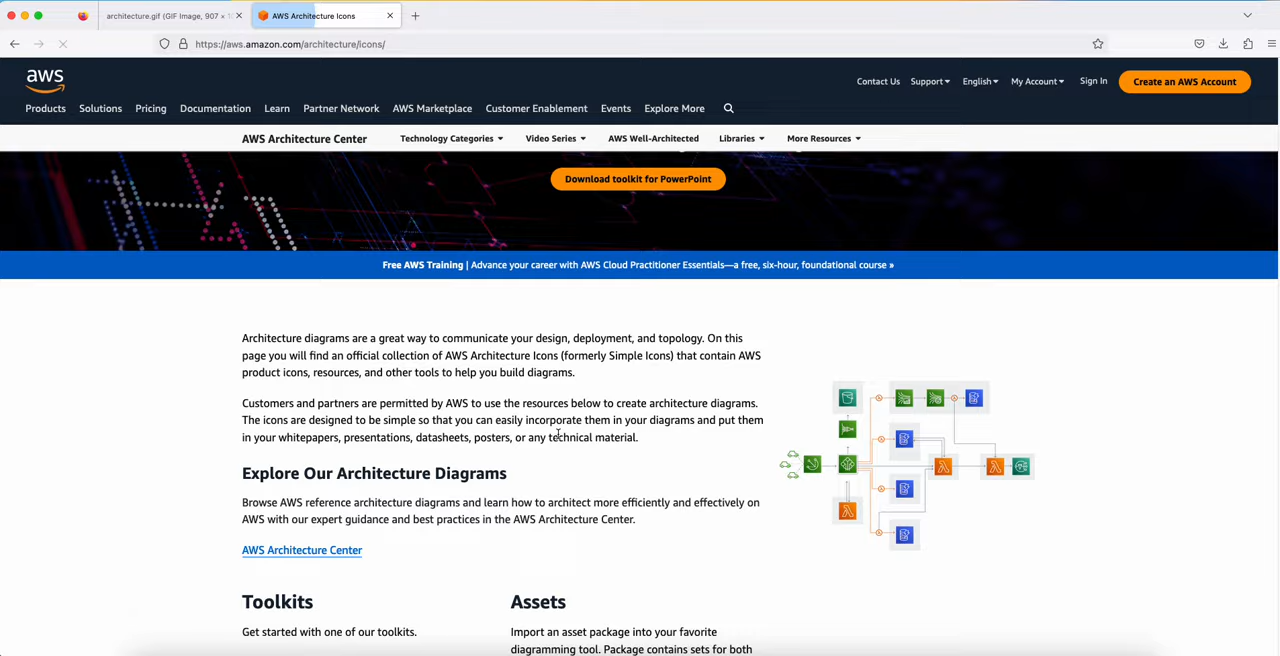 architecture.gif (GIF Image, 907 ×
AWS Architecture Icons
https://aws.amazon.com/architecture/icons/
aws
Contact Us
Support
English
My Account
Sign In
Create an AWS Account
Products
Solutions
Pricing
Documentation
Learn
Partner Network
AWS Marketplace
Customer Enablement
Events
Explore More
AWS Architecture Center
Technology Categories
Video Series
AWS Well-Architected
Libraries
More Resources
Download toolkit for PowerPoint
Free AWS Training | Advance your career with AWS Cloud Practitioner Essentials—a free, six-hour, foundational course »
Architecture diagrams are a great way to communicate your design, deployment, and topology. On this
page you will find an official collection of AWS Architecture Icons (formerly Simple Icons) that contain AWS
product icons, resources, and other tools to help you build diagrams.
Customers and partners are permitted by AWS to use the resources below to create architecture diagrams.
The icons are designed to be simple so that you can easily incorporate them in your diagrams and put them
in your whitepapers, presentations, datasheets, posters, or any technical material.
Explore Our Architecture Diagrams
Browse AWS reference architecture diagrams and learn how to architect more efficiently and effectively on
AWS with our expert guidance and best practices in the AWS Architecture Center.
AWS Architecture Center
Toolkits
Get started with one of our toolkits.
Assets
Import an asset package into your favorite
diagramming tool. Package contains sets for both